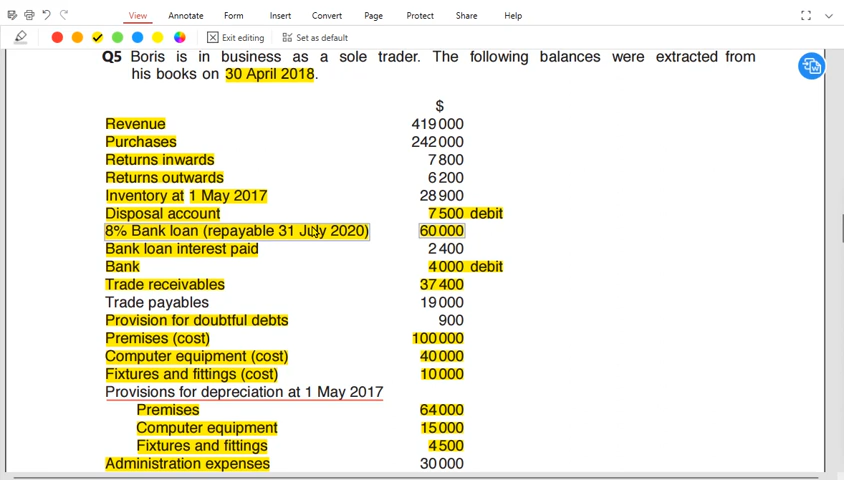 View Annotate Form Insert Convert Page Protect Share Help
Exit editing Set as default
Q5 Boris is in business as a sole trader. The following balances were extracted from
his books on 30 April 2018.
$
Revenue 419 000
Purchases 242 000
Returns inwards 7 800
Returns outwards 6 200
Inventory at 1 May 2017 28 900
Disposal account 7 500 debit
8% Bank loan (repayable 31 July 2020) 60 000
Bank loan interest paid 2 400
Bank 4 000 debit
Trade receivables 37 400
Trade payables 19 000
Provision for doubtful debts 900
Premises (cost) 100 000
Computer equipment (cost) 40 000
Fixtures and fittings (cost) 10 000
Provisions for depreciation at 1 May 2017
Premises 64 000
Computer equipment 15 000
Fixtures and fittings 4 500
Administration expenses 30 000